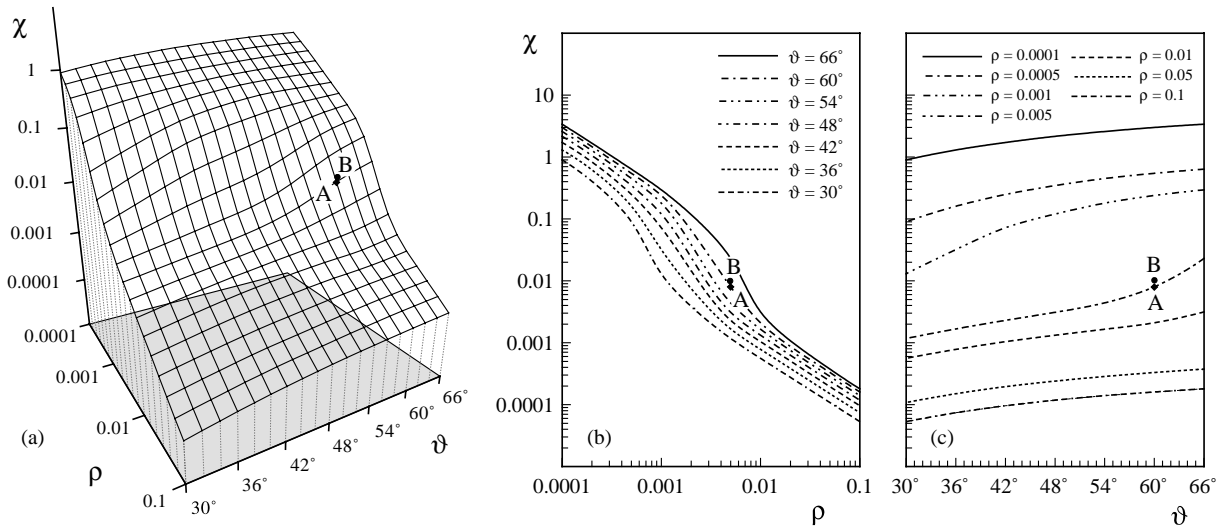 χ
1
0.1
0.01
0.001
0.0001
0.0001
0.001
0.01
0.1
ρ
30°
36°
42°
48°
54°
60°
66°
ϑ
B
A
(a)
χ
10
1
0.1
0.01
0.001
0.0001
ϑ = 66°
ϑ = 60°
ϑ = 54°
ϑ = 48°
ϑ = 42°
ϑ = 36°
ϑ = 30°
B
A
(b)
0.0001 0.001 0.01 0.1
ρ
ρ = 0.0001
ρ = 0.0005
ρ = 0.001
ρ = 0.005
ρ = 0.01
ρ = 0.05
ρ = 0.1
B
A
(c)
30° 36° 42° 48° 54° 60° 66°
ϑ